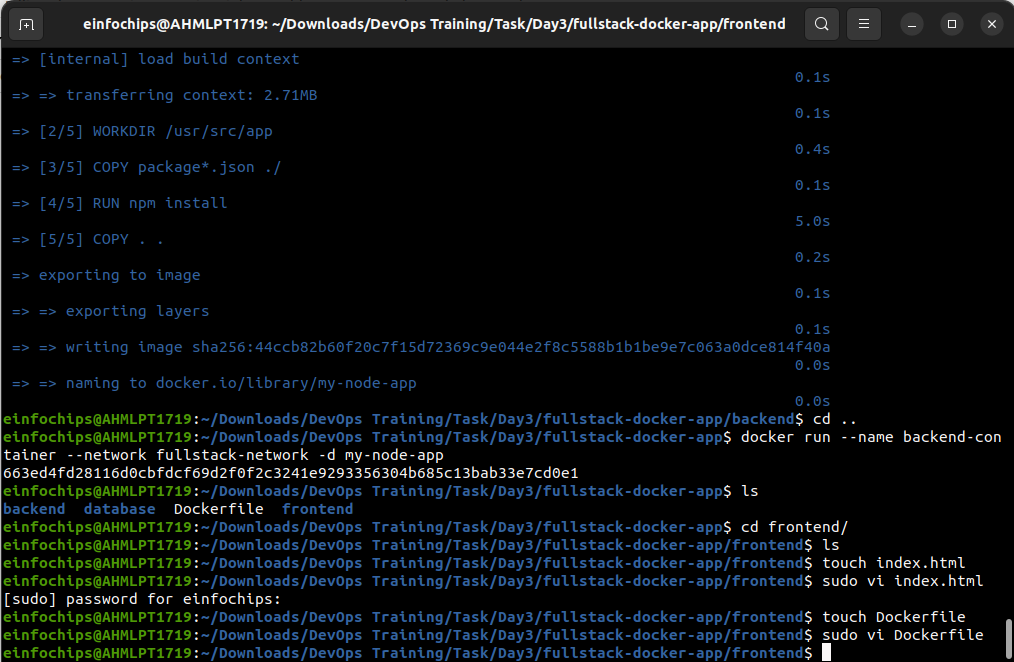 einfochips@AHMLPT1719: ~/Downloads/DevOps Training/Task/Day3/fullstack-docker-app/frontend
=> [internal] load build context
0.1s
=> => transferring context: 2.71MB
0.1s
=> [2/5] WORKDIR /usr/src/app
0.4s
=> [3/5] COPY package*.json ./
0.1s
=> [4/5] RUN npm install
5.0s
=> [5/5] COPY . .
0.2s
=> exporting to image
0.1s
=> => exporting layers
0.1s
=> => writing image sha256:44ccb82b60f20c7f15d72369c9e044e2f8c5588b1b1be9e7c063a0dce814f40a
0.0s
=> => naming to docker.io/library/my-node-app
0.0s
einfochips@AHMLPT1719:~/Downloads/DevOps Training/Task/Day3/fullstack-docker-app/backend$ cd ..
einfochips@AHMLPT1719:~/Downloads/DevOps Training/Task/Day3/fullstack-docker-app$ docker run --name backend-con
tainer --network fullstack-network -d my-node-app
663ed4fd28116d0cbfdcf69d2f0f2c3241e9293356304b685c13bab33e7cd0e1
einfochips@AHMLPT1719:~/Downloads/DevOps Training/Task/Day3/fullstack-docker-app$ ls
backend  database  Dockerfile  frontend
einfochips@AHMLPT1719:~/Downloads/DevOps Training/Task/Day3/fullstack-docker-app$ cd frontend/
einfochips@AHMLPT1719:~/Downloads/DevOps Training/Task/Day3/fullstack-docker-app/frontend$ ls
einfochips@AHMLPT1719:~/Downloads/DevOps Training/Task/Day3/fullstack-docker-app/frontend$ touch index.html
einfochips@AHMLPT1719:~/Downloads/DevOps Training/Task/Day3/fullstack-docker-app/frontend$ sudo vi index.html
[sudo] password for einfochips:
einfochips@AHMLPT1719:~/Downloads/DevOps Training/Task/Day3/fullstack-docker-app/frontend$ touch Dockerfile
einfochips@AHMLPT1719:~/Downloads/DevOps Training/Task/Day3/fullstack-docker-app/frontend$ sudo vi Dockerfile
einfochips@AHMLPT1719:~/Downloads/DevOps Training/Task/Day3/fullstack-docker-app/frontend$